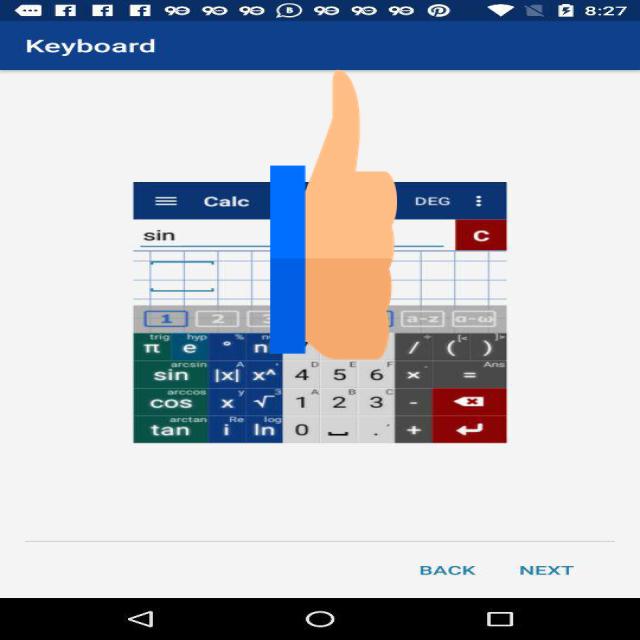 8:27
Keyboard
Calc DEG
sin C
1 2 a-z α-ω
trig hyp % [< ]>
π e ° n / ( )
arcsin A x D E F - Ans
sin |x| x^ 4 5 6 × =
arccos y 3 A B C
cos x √ 1 2 3 -
arctan Re log
tan i ln 0 . +
BACK NEXT